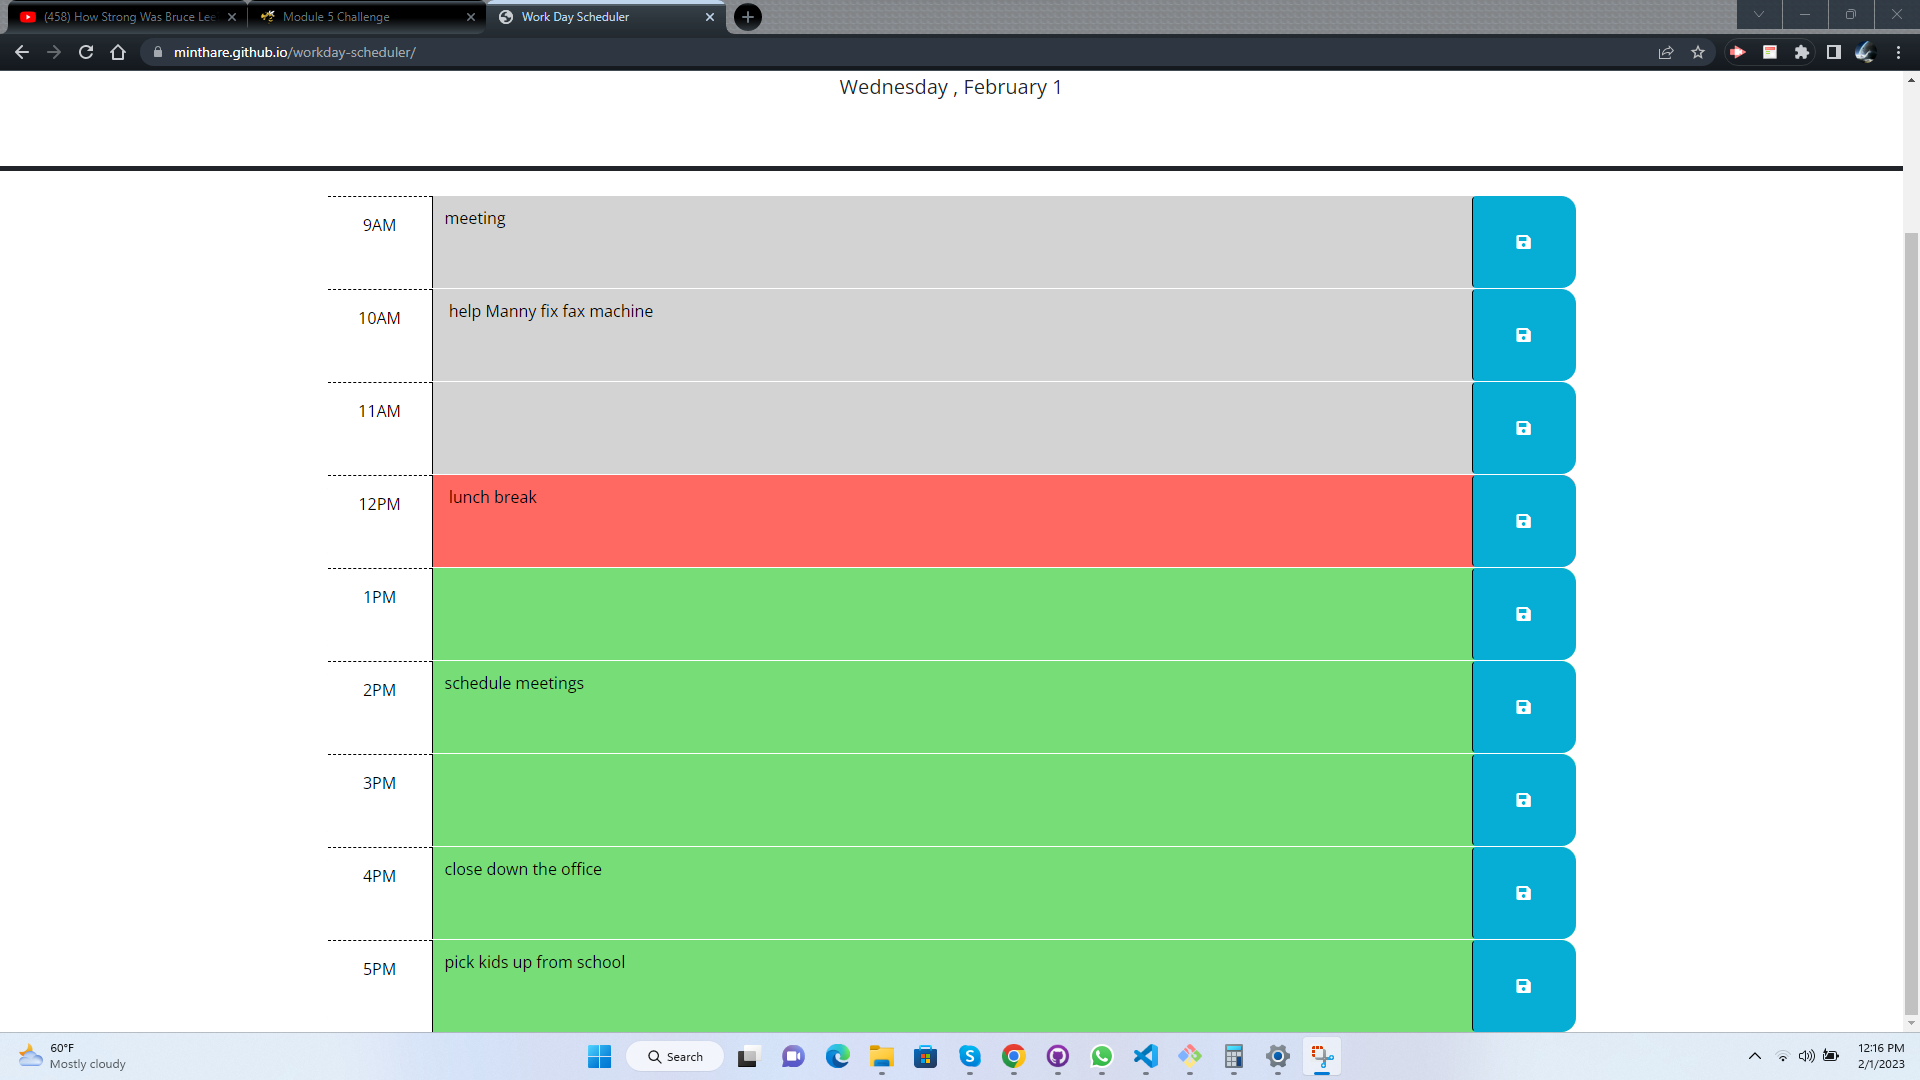 (458) How Strong Was Bruce Lee
Module 5 Challenge
Work Day Scheduler
minthare.github.io/workday-scheduler/
Wednesday , February 1
9AM
meeting
10AM
help Manny fix fax machine
11AM
12PM
lunch break
1PM
2PM
schedule meetings
3PM
4PM
close down the office
5PM
pick kids up from school
60°F
Mostly cloudy
Search
12:16 PM
2/1/2023